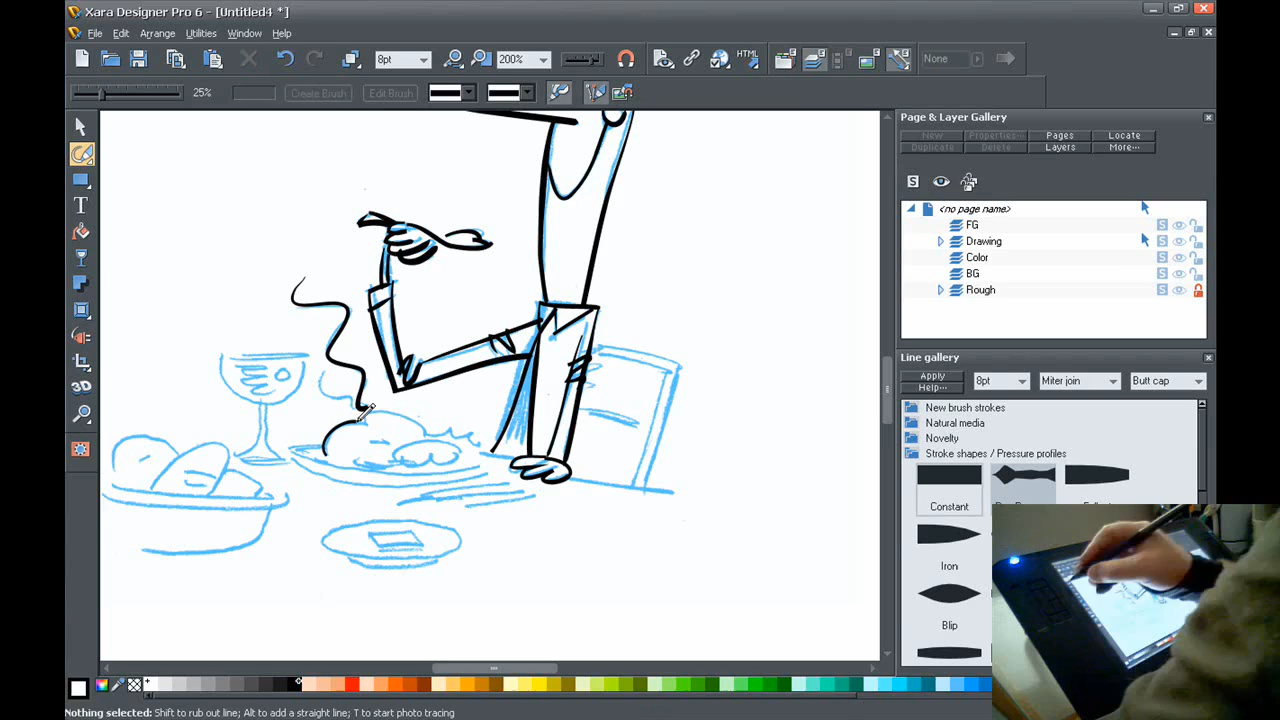 Xara Designer Pro 6 - [Untitled4 *]
File Edit Arrange Utilities Window Help
8pt 200% HTML None
25% Create Brush Edit Brush
Page & Layer Gallery
New Properties... Pages Locate
Duplicate Delete Layers More...
S
<no page name>
FG S
Drawing S
Color S
BG S
Rough S
Line gallery
Apply
Help... 8pt Miter join Butt cap
New brush strokes
Natural media
Novelty
Stroke shapes / Pressure profiles
Constant
Iron
Blip
T
3D
Nothing selected: Shift to rub out line; Alt to add a straight line; T to start photo tracing